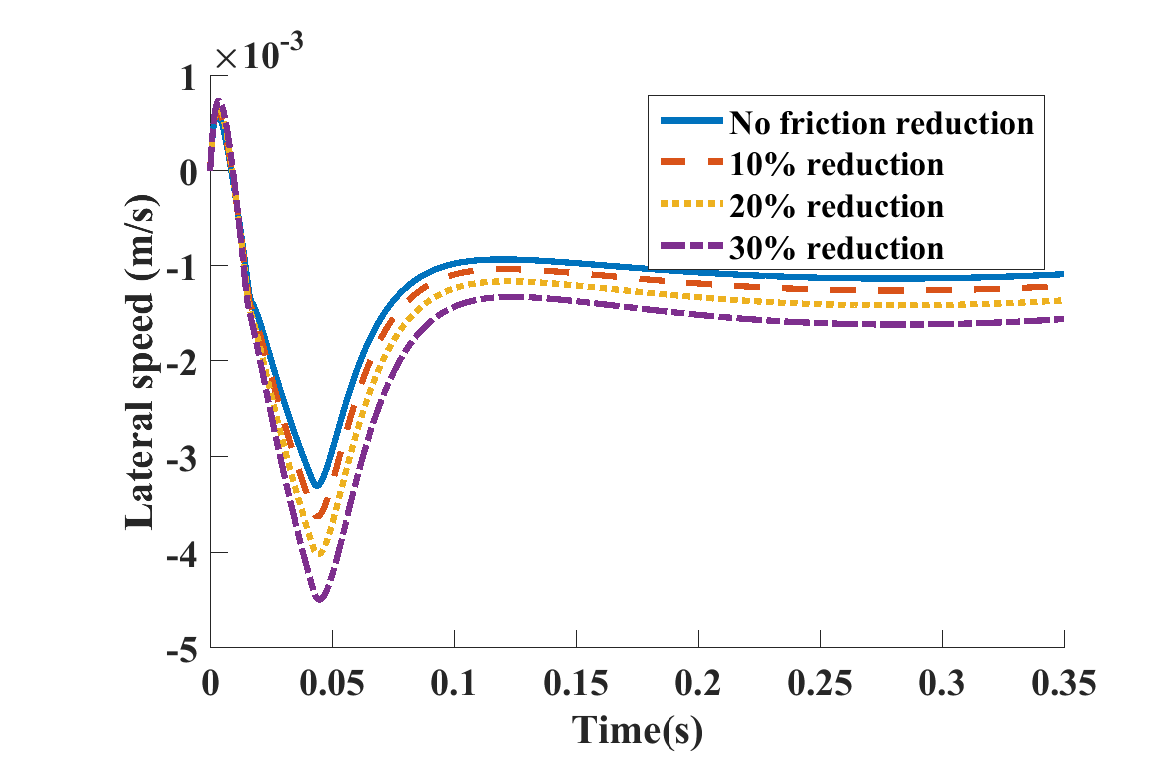 ×10-3
1
0
-1
-2
-3
-4
-5
Lateral speed (m/s)
No friction reduction
10% reduction
20% reduction
30% reduction
0 0.05 0.1 0.15 0.2 0.25 0.3 0.35
Time(s)